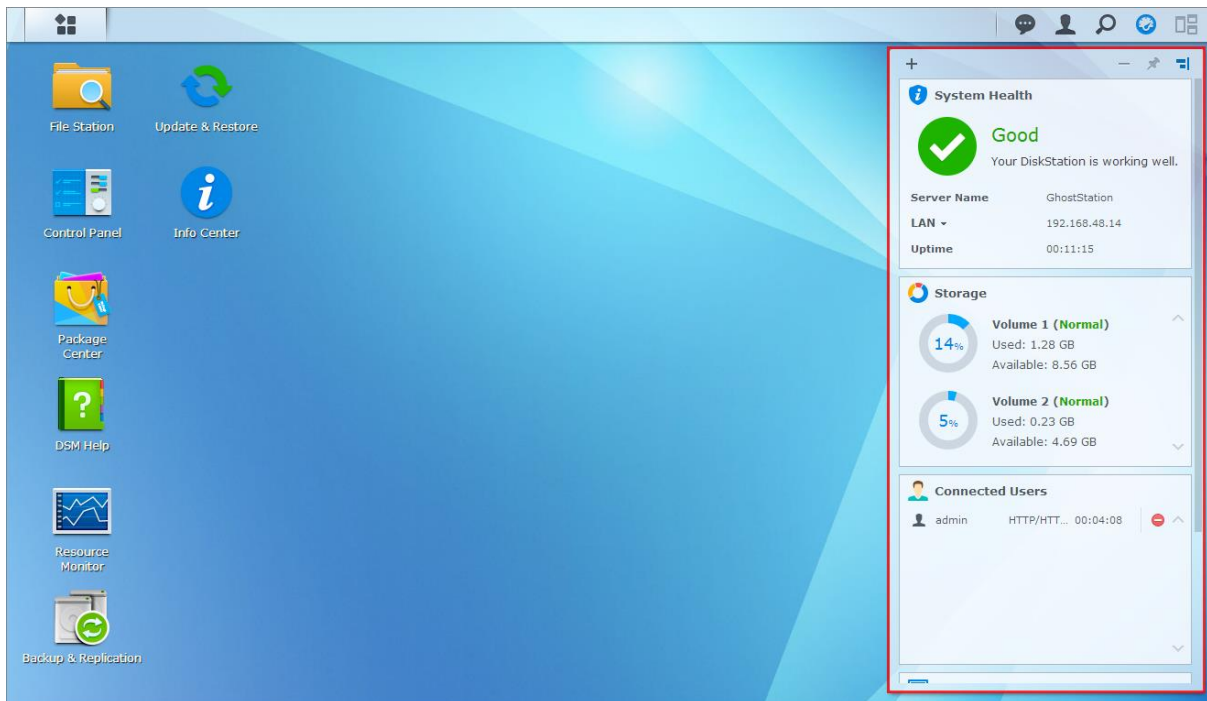 File Station
Update & Restore
Control Panel
Info Center
Package
Center
DSM Help
Resource
Monitor
Backup & Replication
System Health
Good
Your DiskStation is working well.
Server Name GhostStation
LAN 192.168.48.14
Uptime 00:11:15
Storage
14%
Volume 1 (Normal)
Used: 1.28 GB
Available: 8.56 GB
5%
Volume 2 (Normal)
Used: 0.23 GB
Available: 4.69 GB
Connected Users
admin HTTP/HTT... 00:04:08